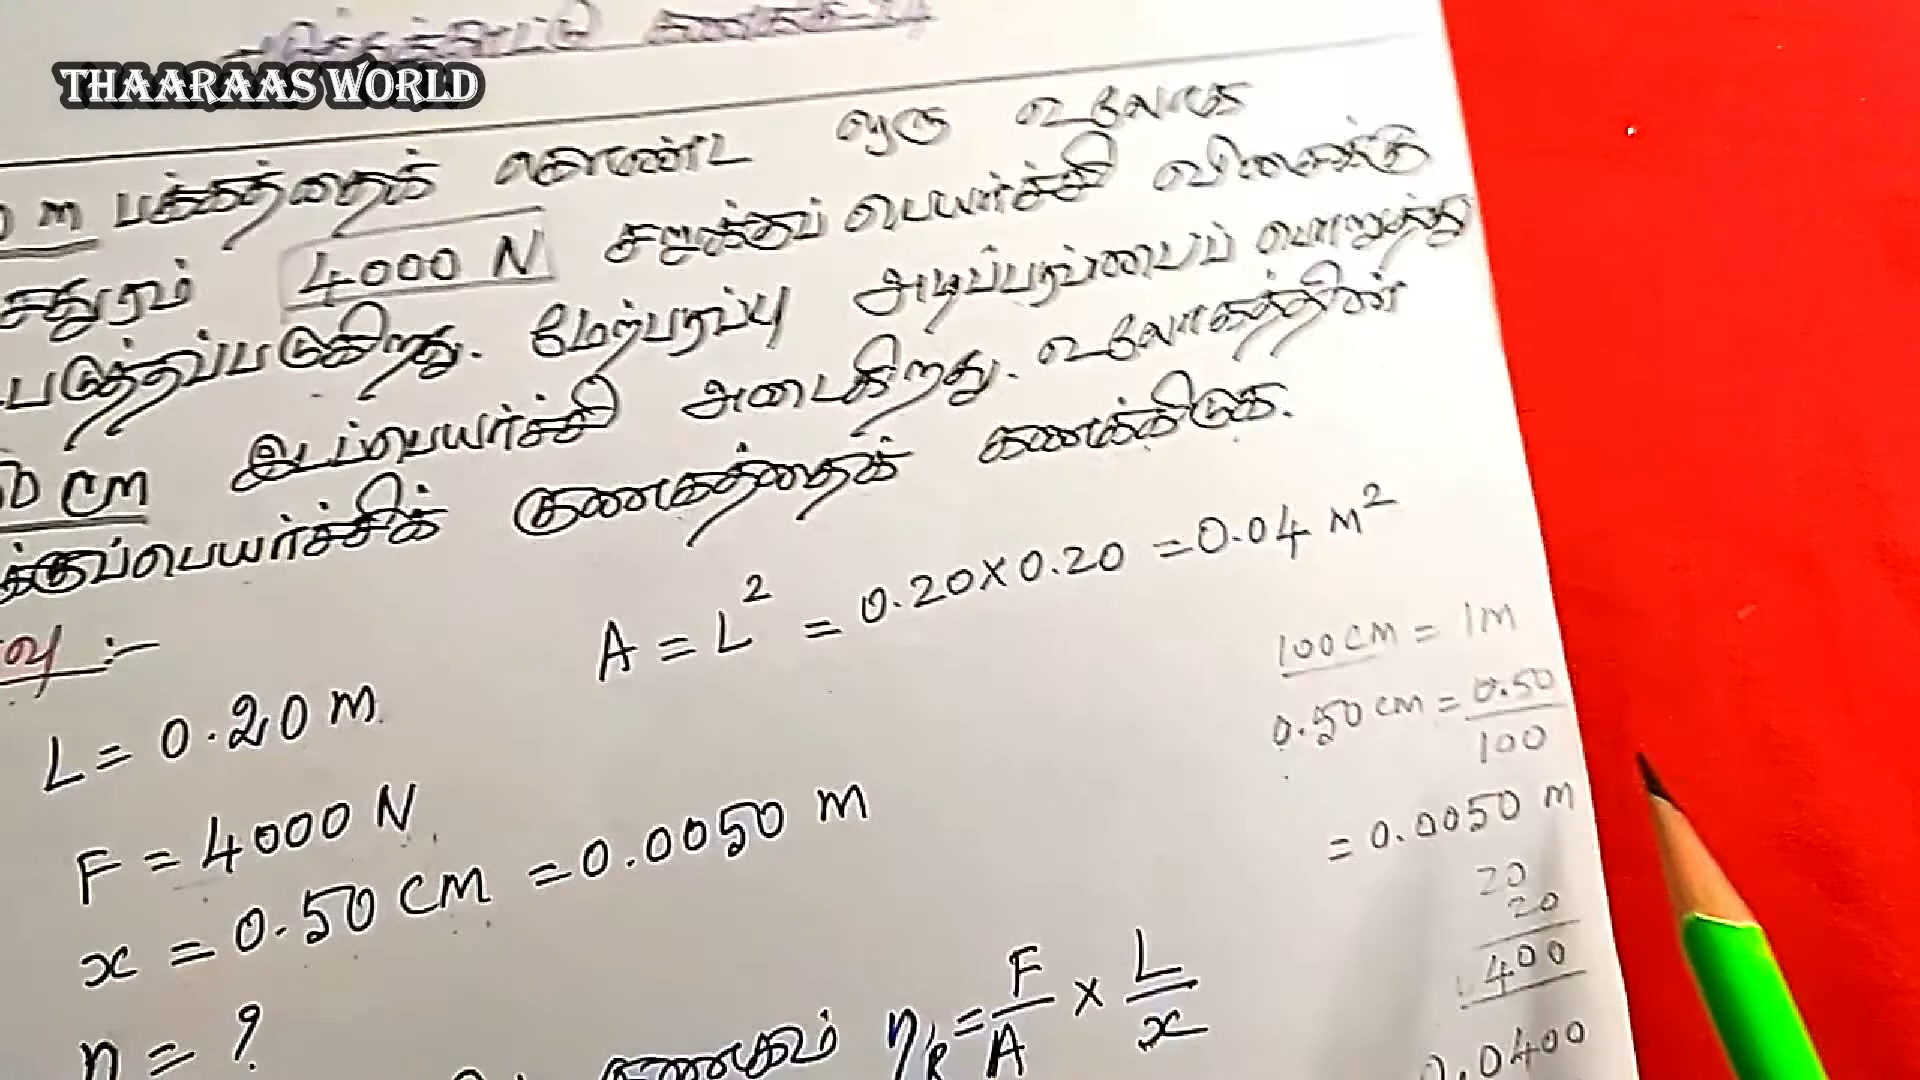 THAARAAS WORLD
m பக்கத்தைக் கொண்ட ஒரு உலோக
சதுரம் 4000 N சறுக்குப் பெயர்ச்சி விசைக்கு
படுத்தப்படுகிறது. மேற்பரப்பு அடிப்பரப்பைப் பொறுத்து
50 cm இடப்பெயர்ச்சி அடைகிறது. உலோகத்தின்
க்குப்பெயர்ச்சிக் குணகத்தைக் கணக்கிடுக.
வு :-
A = L² = 0.20×0.20 = 0.04 m²
L = 0.20 m
100 cm = 1m
0.50 cm = 0.50/100
F = 4000 N
= 0.0050 m
x = 0.50 cm = 0.0050 m
20
20
400
0.0400
η = ?
குணகம் ηR = F/A × L/x